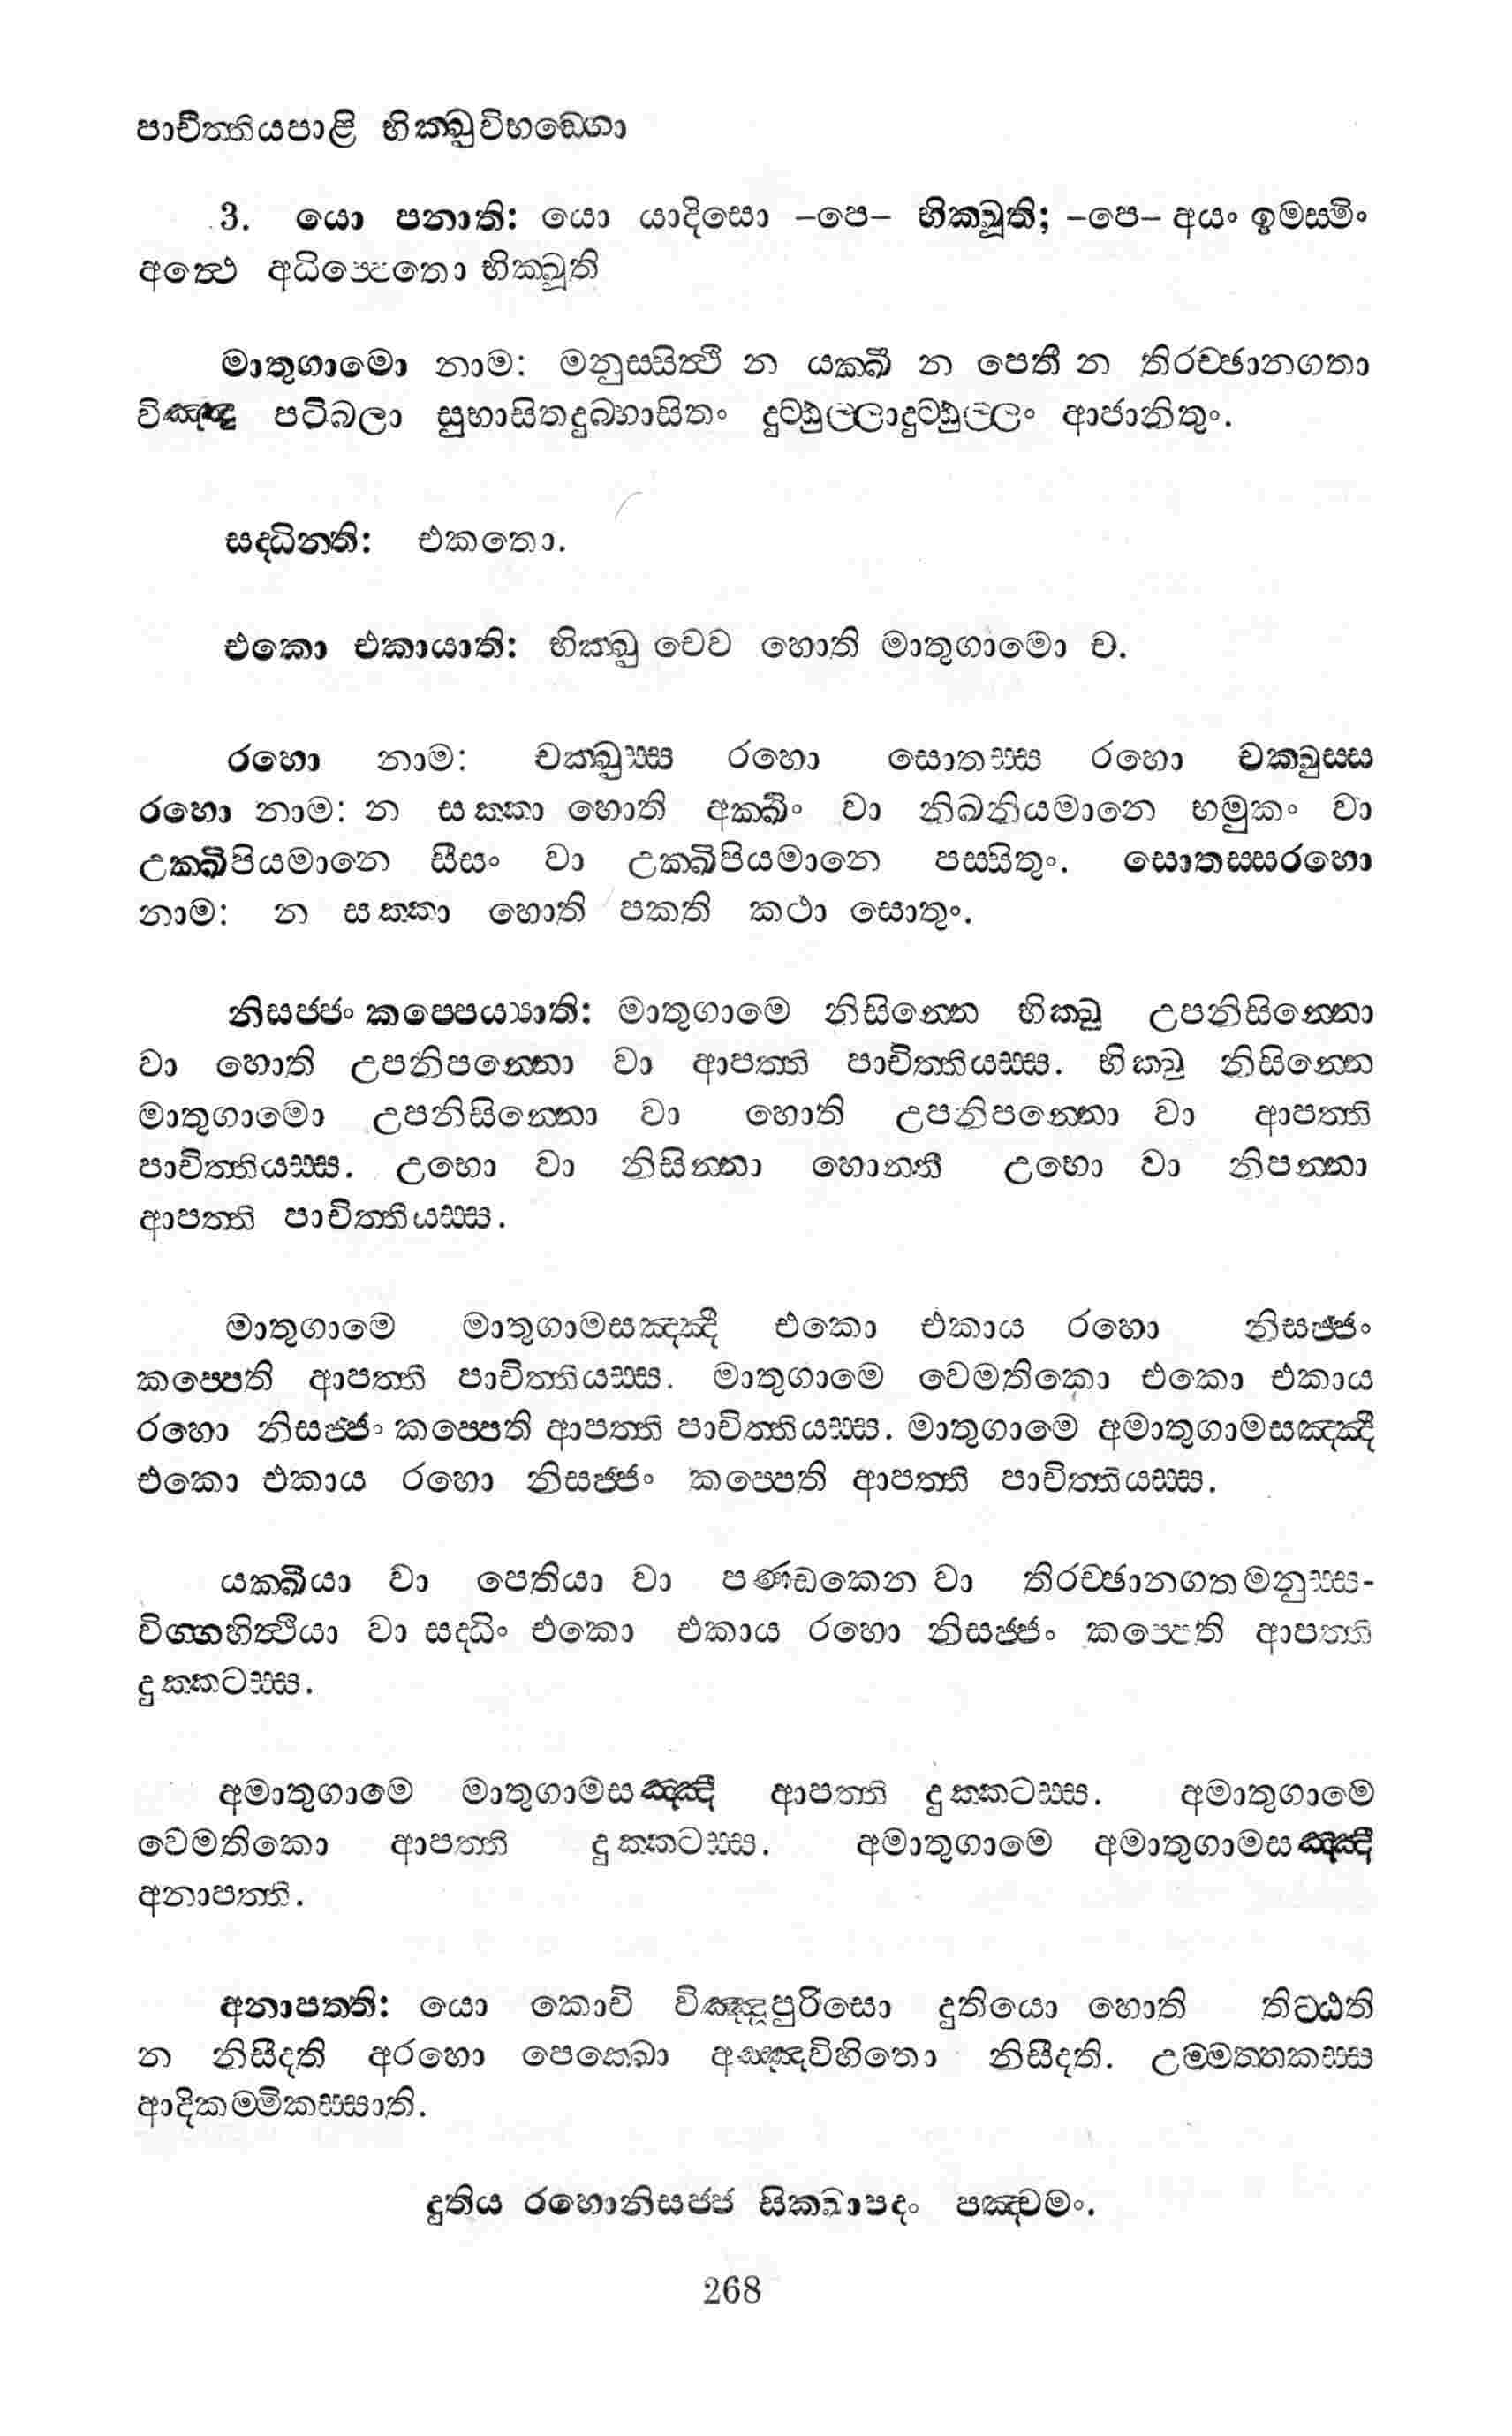 පාචිත්තියපාළි භික්ඛුවිභඞ්ගො
3. යො පනාති: යො යාදිසො –පෙ– භික්ඛූති; –පෙ– අයං ඉමස්මිං
අත්ථෙ අධිප්පෙතො භික්ඛූති
මාතුගාමො නාම: මනුස්සිත්ථි න යක්ඛී න පෙතී න තිරච්ඡානගතා
විඤ්ඤූ පටිබලා සුභාසිතදුබ්භාසිතං දුට්ඨුල්ලාදුට්ඨුල්ලං ආජානිතුං.
සද්ධින්ති: එකතො.
එකො එකායාති: භික්ඛු චෙව හොති මාතුගාමො ච.
රහො නාම: චක්ඛුස්ස රහො සොතස්ස රහො චක්ඛුස්ස
රහො නාම: න සක්කා හොති අක්ඛිං වා නිඛනියමානෙ භමුකං වා
උක්ඛිපියමානෙ සීසං වා උක්ඛිපියමානෙ පස්සිතුං. සොතස්සරහො
නාම: න සක්කා හොති පකති කථා සොතුං.
නිසජ්ජං කප්පෙය්‍යාති: මාතුගාමෙ නිසින්නෙ භික්ඛු උපනිසින්නො
වා හොති උපනිපන්නො වා ආපත්ති පාචිත්තියස්ස. භික්ඛු නිසින්නෙ
මාතුගාමො උපනිසින්නො වා හොති උපනිපන්නො වා ආපත්ති
පාචිත්තියස්ස. උභො වා නිසින්නා හොන්තී උභො වා නිපන්නා
ආපත්ති පාචිත්තියස්ස.
මාතුගාමෙ මාතුගාමසඤ්ඤී එකො එකාය රහො නිසජ්ජං
කප්පෙති ආපත්ති පාචිත්තියස්ස. මාතුගාමෙ වෙමතිකො එකො එකාය
රහො නිසජ්ජං කප්පෙති ආපත්ති පාචිත්තියස්ස. මාතුගාමෙ අමාතුගාමසඤ්ඤී
එකො එකාය රහො නිසජ්ජං කප්පෙති ආපත්ති පාචිත්තියස්ස.
යක්ඛියා වා පෙතියා වා පණ්ඩකෙන වා තිරච්ඡානගතමනුස්ස-
විග්ගහිත්ථියා වා සද්ධිං එකො එකාය රහො නිසජ්ජං කප්පෙති ආපත්ති
දුක්කටස්ස.
අමාතුගාමෙ මාතුගාමසඤ්ඤී ආපත්ති දුක්කටස්ස. අමාතුගාමෙ
වෙමතිකො ආපත්ති දුක්කටස්ස. අමාතුගාමෙ අමාතුගාමසඤ්ඤී
අනාපත්ති.
අනාපත්ති: යො කොචි විඤ්ඤූපුරිසො දුතියො හොති තිට්ඨති
න නිසීදති අරහො පෙක්ඛො අඤ්ඤවිහිතො නිසීදති. උම්මත්තකස්ස
ආදිකම්මිකස්සාති.
දුතිය රහොනිසජ්ජ සික්ඛාපදං පඤ්චමං.
268